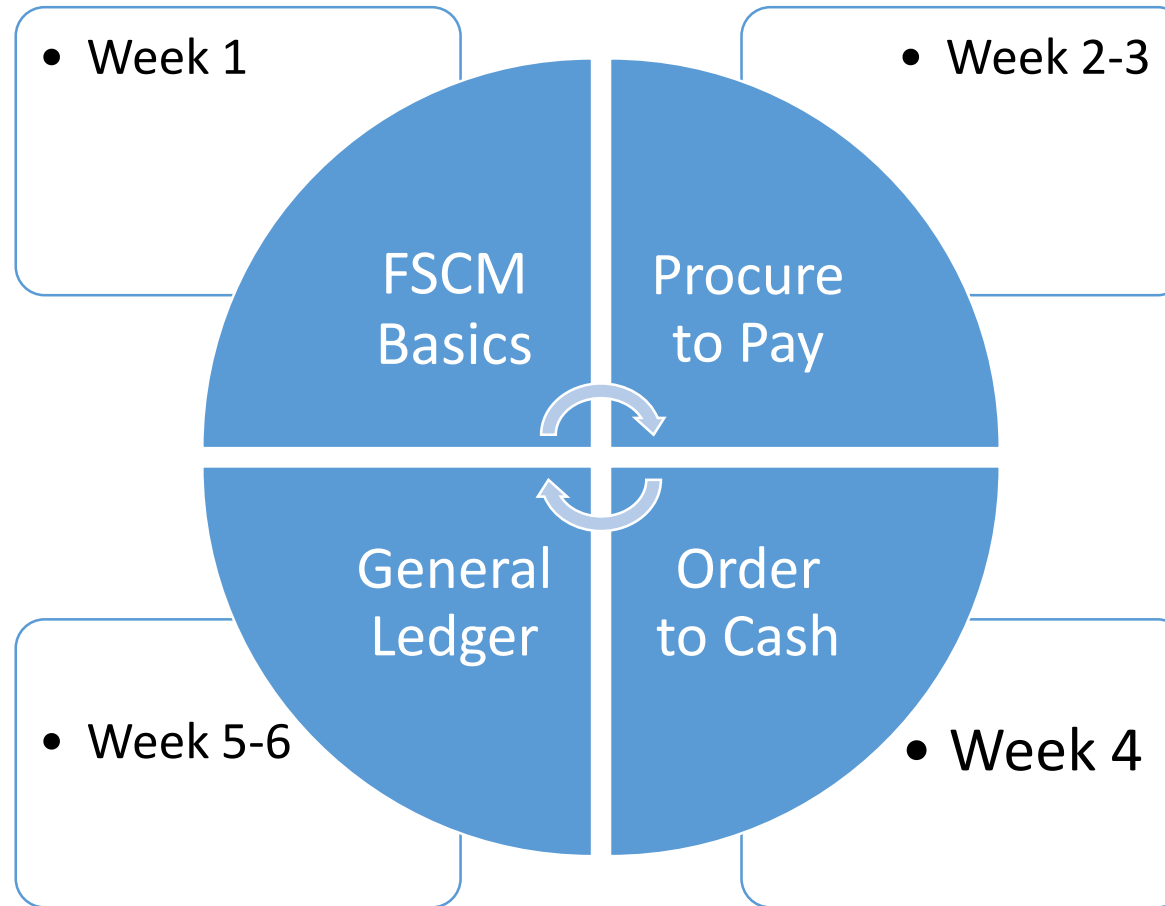 • Week 1
• Week 2-3
FSCM
Basics
Procure
to Pay
General
Ledger
Order
to Cash
• Week 5-6
• Week 4